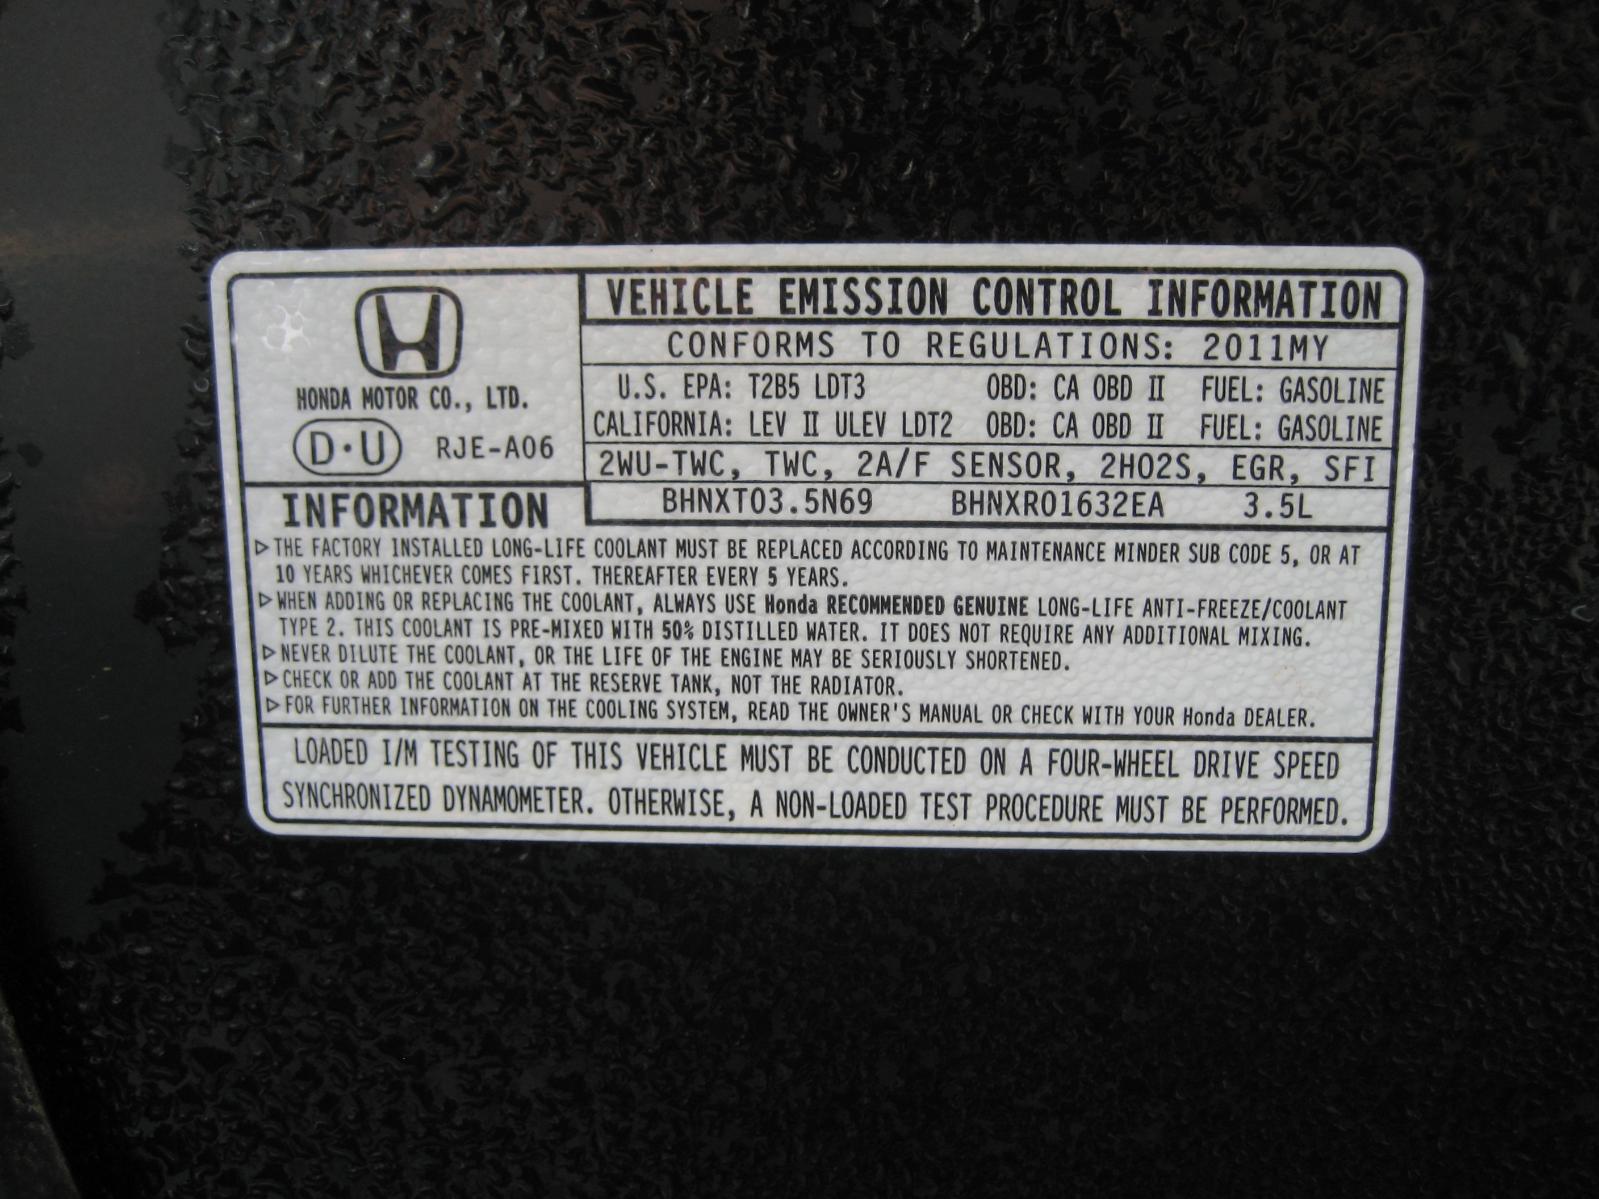 VEHICLE EMISSION CONTROL INFORMATION
CONFORMS TO REGULATIONS: 2011MY
HONDA MOTOR CO., LTD.
D·U RJE-A06
U.S. EPA: T2B5 LDT3 OBD: CA OBD II FUEL: GASOLINE
CALIFORNIA: LEV II ULEV LDT2 OBD: CA OBD II FUEL: GASOLINE
2WU-TWC, TWC, 2A/F SENSOR, 2HO2S, EGR, SFI
BHNXT03.5N69 BHNXR01632EA 3.5L
INFORMATION
▷THE FACTORY INSTALLED LONG-LIFE COOLANT MUST BE REPLACED ACCORDING TO MAINTENANCE MINDER SUB CODE 5, OR AT
10 YEARS WHICHEVER COMES FIRST. THEREAFTER EVERY 5 YEARS.
▷WHEN ADDING OR REPLACING THE COOLANT, ALWAYS USE Honda RECOMMENDED GENUINE LONG-LIFE ANTI-FREEZE/COOLANT
TYPE 2. THIS COOLANT IS PRE-MIXED WITH 50% DISTILLED WATER. IT DOES NOT REQUIRE ANY ADDITIONAL MIXING.
▷NEVER DILUTE THE COOLANT, OR THE LIFE OF THE ENGINE MAY BE SERIOUSLY SHORTENED.
▷CHECK OR ADD THE COOLANT AT THE RESERVE TANK, NOT THE RADIATOR.
▷FOR FURTHER INFORMATION ON THE COOLING SYSTEM, READ THE OWNER'S MANUAL OR CHECK WITH YOUR Honda DEALER.
LOADED I/M TESTING OF THIS VEHICLE MUST BE CONDUCTED ON A FOUR-WHEEL DRIVE SPEED
SYNCHRONIZED DYNAMOMETER. OTHERWISE, A NON-LOADED TEST PROCEDURE MUST BE PERFORMED.